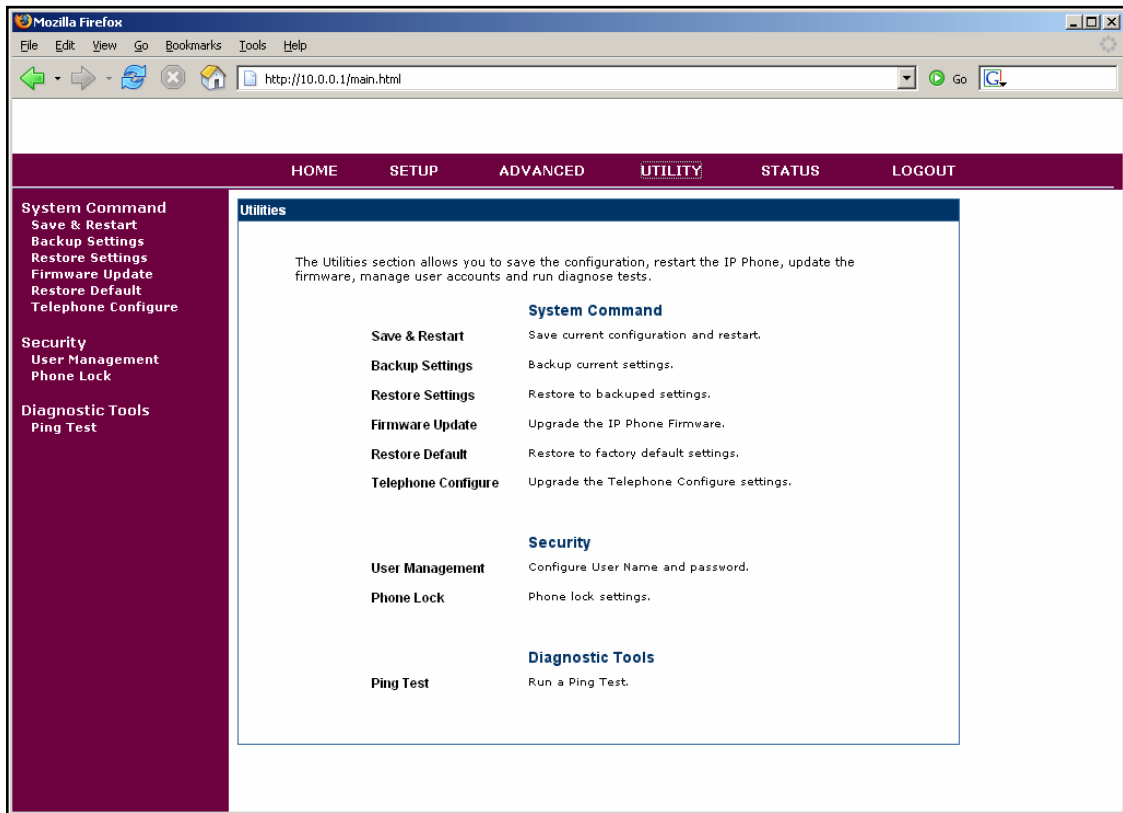 Mozilla Firefox
File Edit View Go Bookmarks Tools Help
http://10.0.0.1/main.html Go G
HOME SETUP ADVANCED UTILITY STATUS LOGOUT
System Command
Save & Restart
Backup Settings
Restore Settings
Firmware Update
Restore Default
Telephone Configure
Security
User Management
Phone Lock
Diagnostic Tools
Ping Test
Utilities
The Utilities section allows you to save the configuration, restart the IP Phone, update the
firmware, manage user accounts and run diagnose tests.
System Command
Save & Restart Save current configuration and restart.
Backup Settings Backup current settings.
Restore Settings Restore to backuped settings.
Firmware Update Upgrade the IP Phone Firmware.
Restore Default Restore to factory default settings.
Telephone Configure Upgrade the Telephone Configure settings.
Security
User Management Configure User Name and password.
Phone Lock Phone lock settings.
Diagnostic Tools
Ping Test Run a Ping Test.